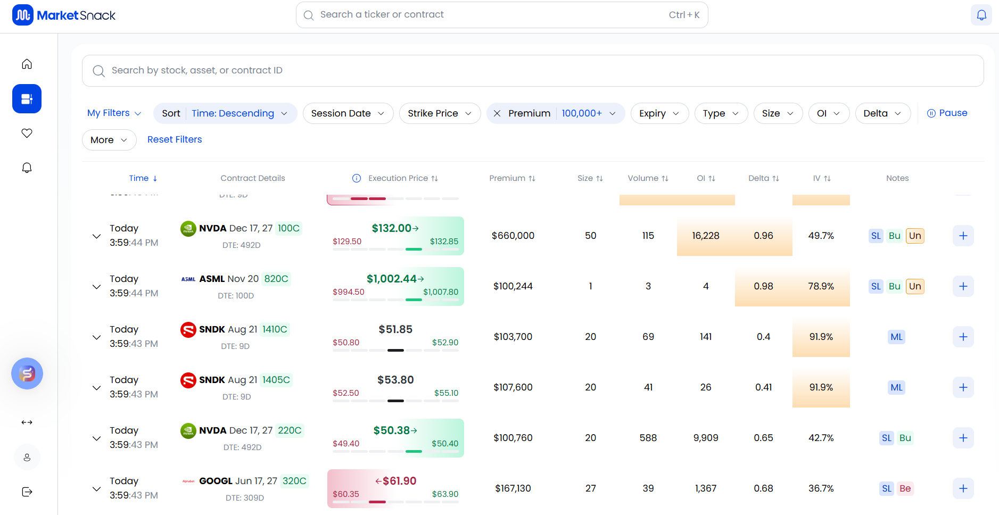 MarketSnack
Search a ticker or contract Ctrl + K
Search by stock, asset, or contract ID
My Filters Sort Time: Descending Session Date Strike Price Premium 100,000+ Expiry Type Size OI Delta Pause
More Reset Filters
Time Contract Details Execution Price Premium Size Volume OI Delta IV Notes
DTE: 9D
Today NVDA Dec 17, 27 100C $132.00→
3:59:44 PM DTE: 492D $129.50 $132.85 $660,000 50 115 16,228 0.96 49.7% SL Bu Un
Today ASML ASML Nov 20 820C $1,002.44→
3:59:44 PM DTE: 100D $994.50 $1,007.80 $100,244 1 3 4 0.98 78.9% SL Bu Un
Today SNDK Aug 21 1410C $51.85
3:59:43 PM DTE: 9D $50.80 $52.90 $103,700 20 69 141 0.4 91.9% ML
Today SNDK Aug 21 1405C $53.80
3:59:43 PM DTE: 9D $52.50 $55.10 $107,600 20 41 26 0.41 91.9% ML
Today NVIDIA NVDA Dec 17, 27 220C $50.38→
3:59:43 PM DTE: 492D $49.40 $50.40 $100,760 20 588 9,909 0.65 42.7% SL Bu
Today Alphabet GOOGL Jun 17, 27 320C ←$61.90
3:59:43 PM DTE: 309D $60.35 $63.90 $167,130 27 39 1,367 0.68 36.7% SL Be